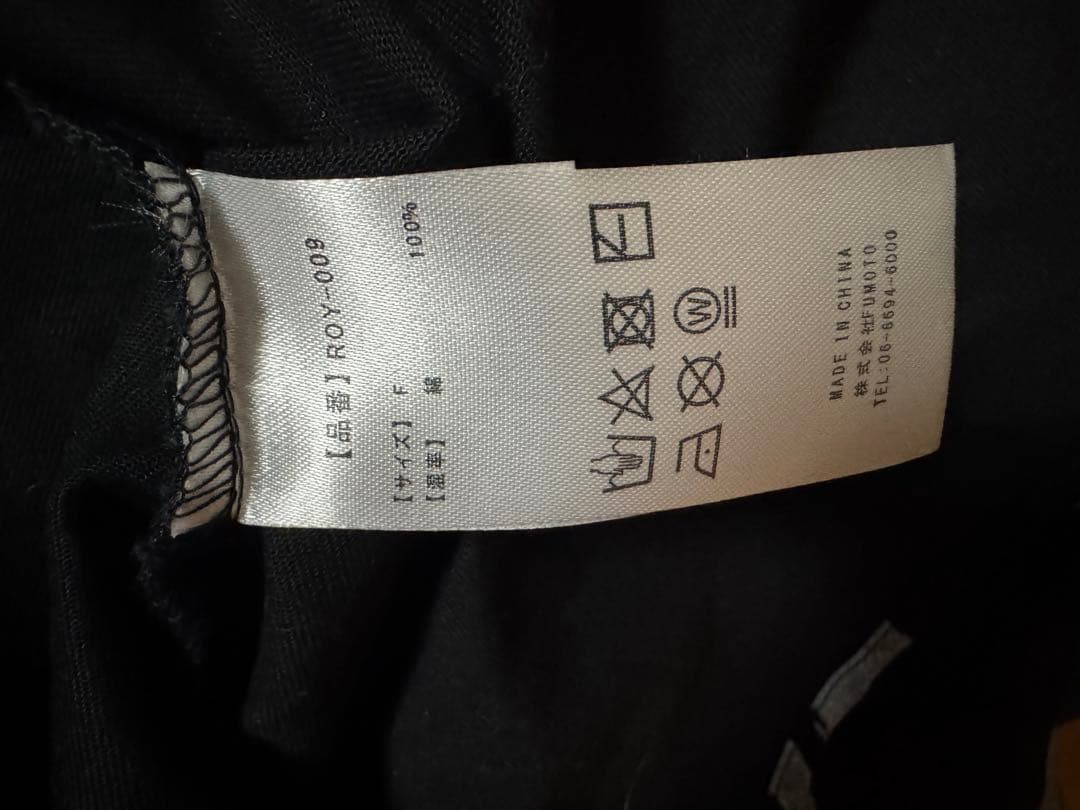 【品番】ROY-009
【サイズ】 F
【混率】 綿 100%
W
MADE IN CHINA
株式会社FUMOTO
TEL:06-6694-6000